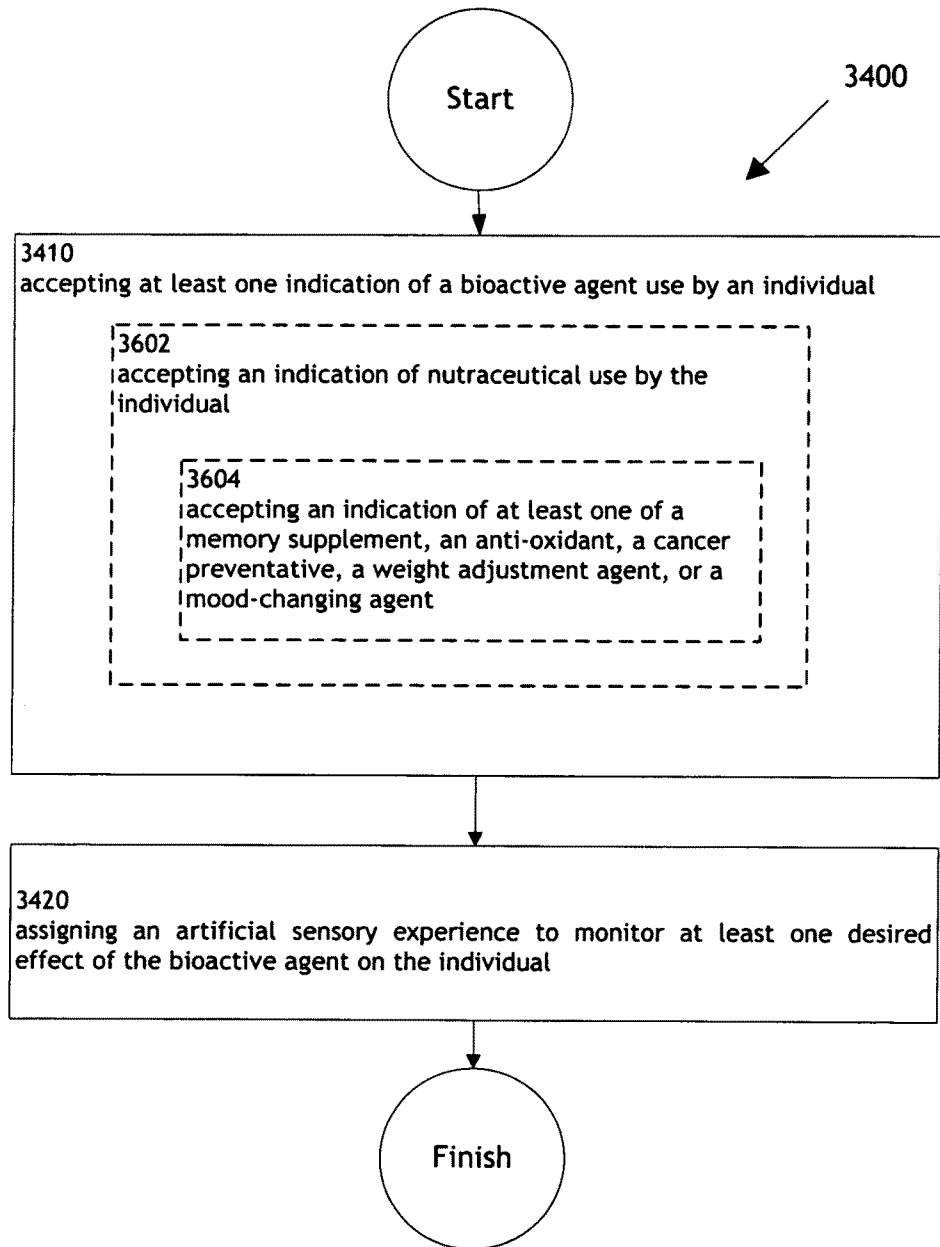 Start
3400
3410
accepting at least one indication of a bioactive agent use by an individual
3602
accepting an indication of nutraceutical use by the
individual
3604
accepting an indication of at least one of a
memory supplement, an anti-oxidant, a cancer
preventative, a weight adjustment agent, or a
mood-changing agent
3420
assigning an artificial sensory experience to monitor at least one desired
effect of the bioactive agent on the individual
Finish